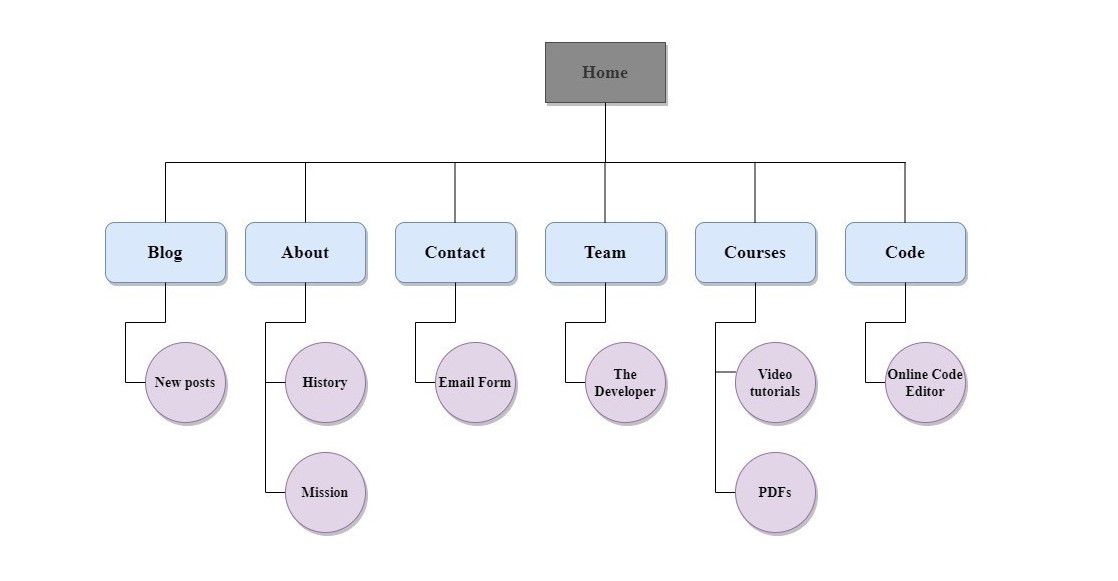 Home
Blog
About
Contact
Team
Courses
Code
New posts
History
Email Form
The
Developer
Video
tutorials
Online Code
Editor
Mission
PDFs